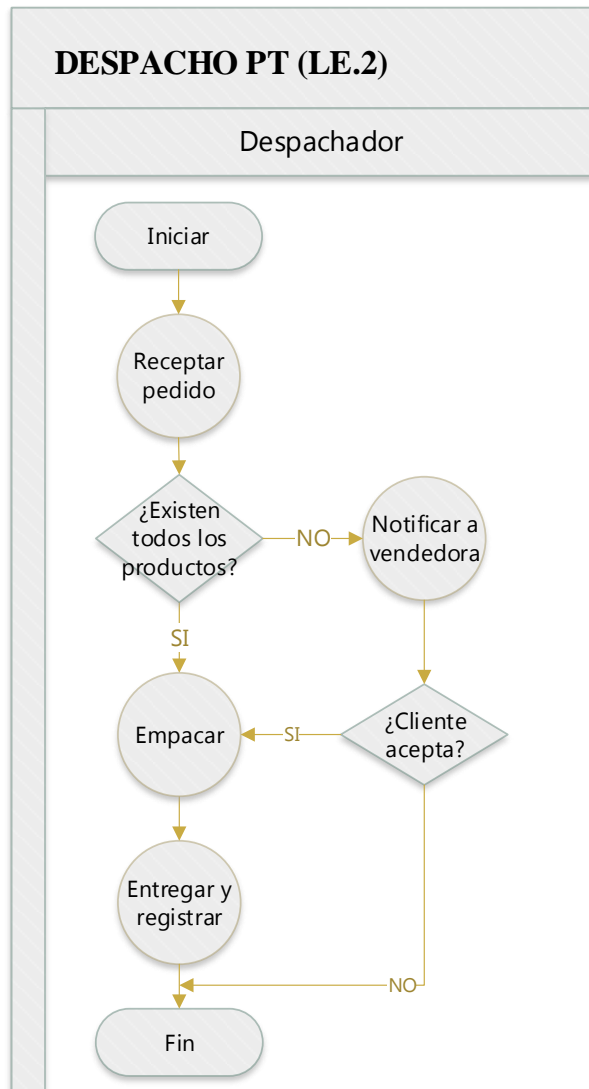 DESPACHO PT (LE.2)
Despachador
Iniciar
Receptar
pedido
¿Existen
todos los
productos?
NO
Notificar a
vendedora
SI
Empacar
SI
¿Cliente
acepta?
Entregar y
registrar
NO
Fin